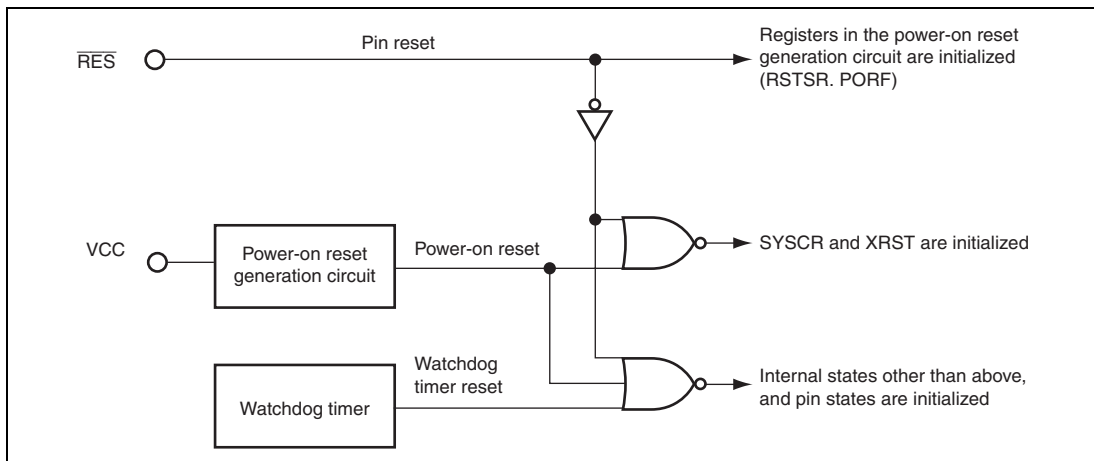 RES
Pin reset
Registers in the power-on reset
generation circuit are initialized
(RSTSR. PORF)
VCC
Power-on reset
generation circuit
Power-on reset
SYSCR and XRST are initialized
Watchdog timer
Watchdog
timer reset
Internal states other than above,
and pin states are initialized